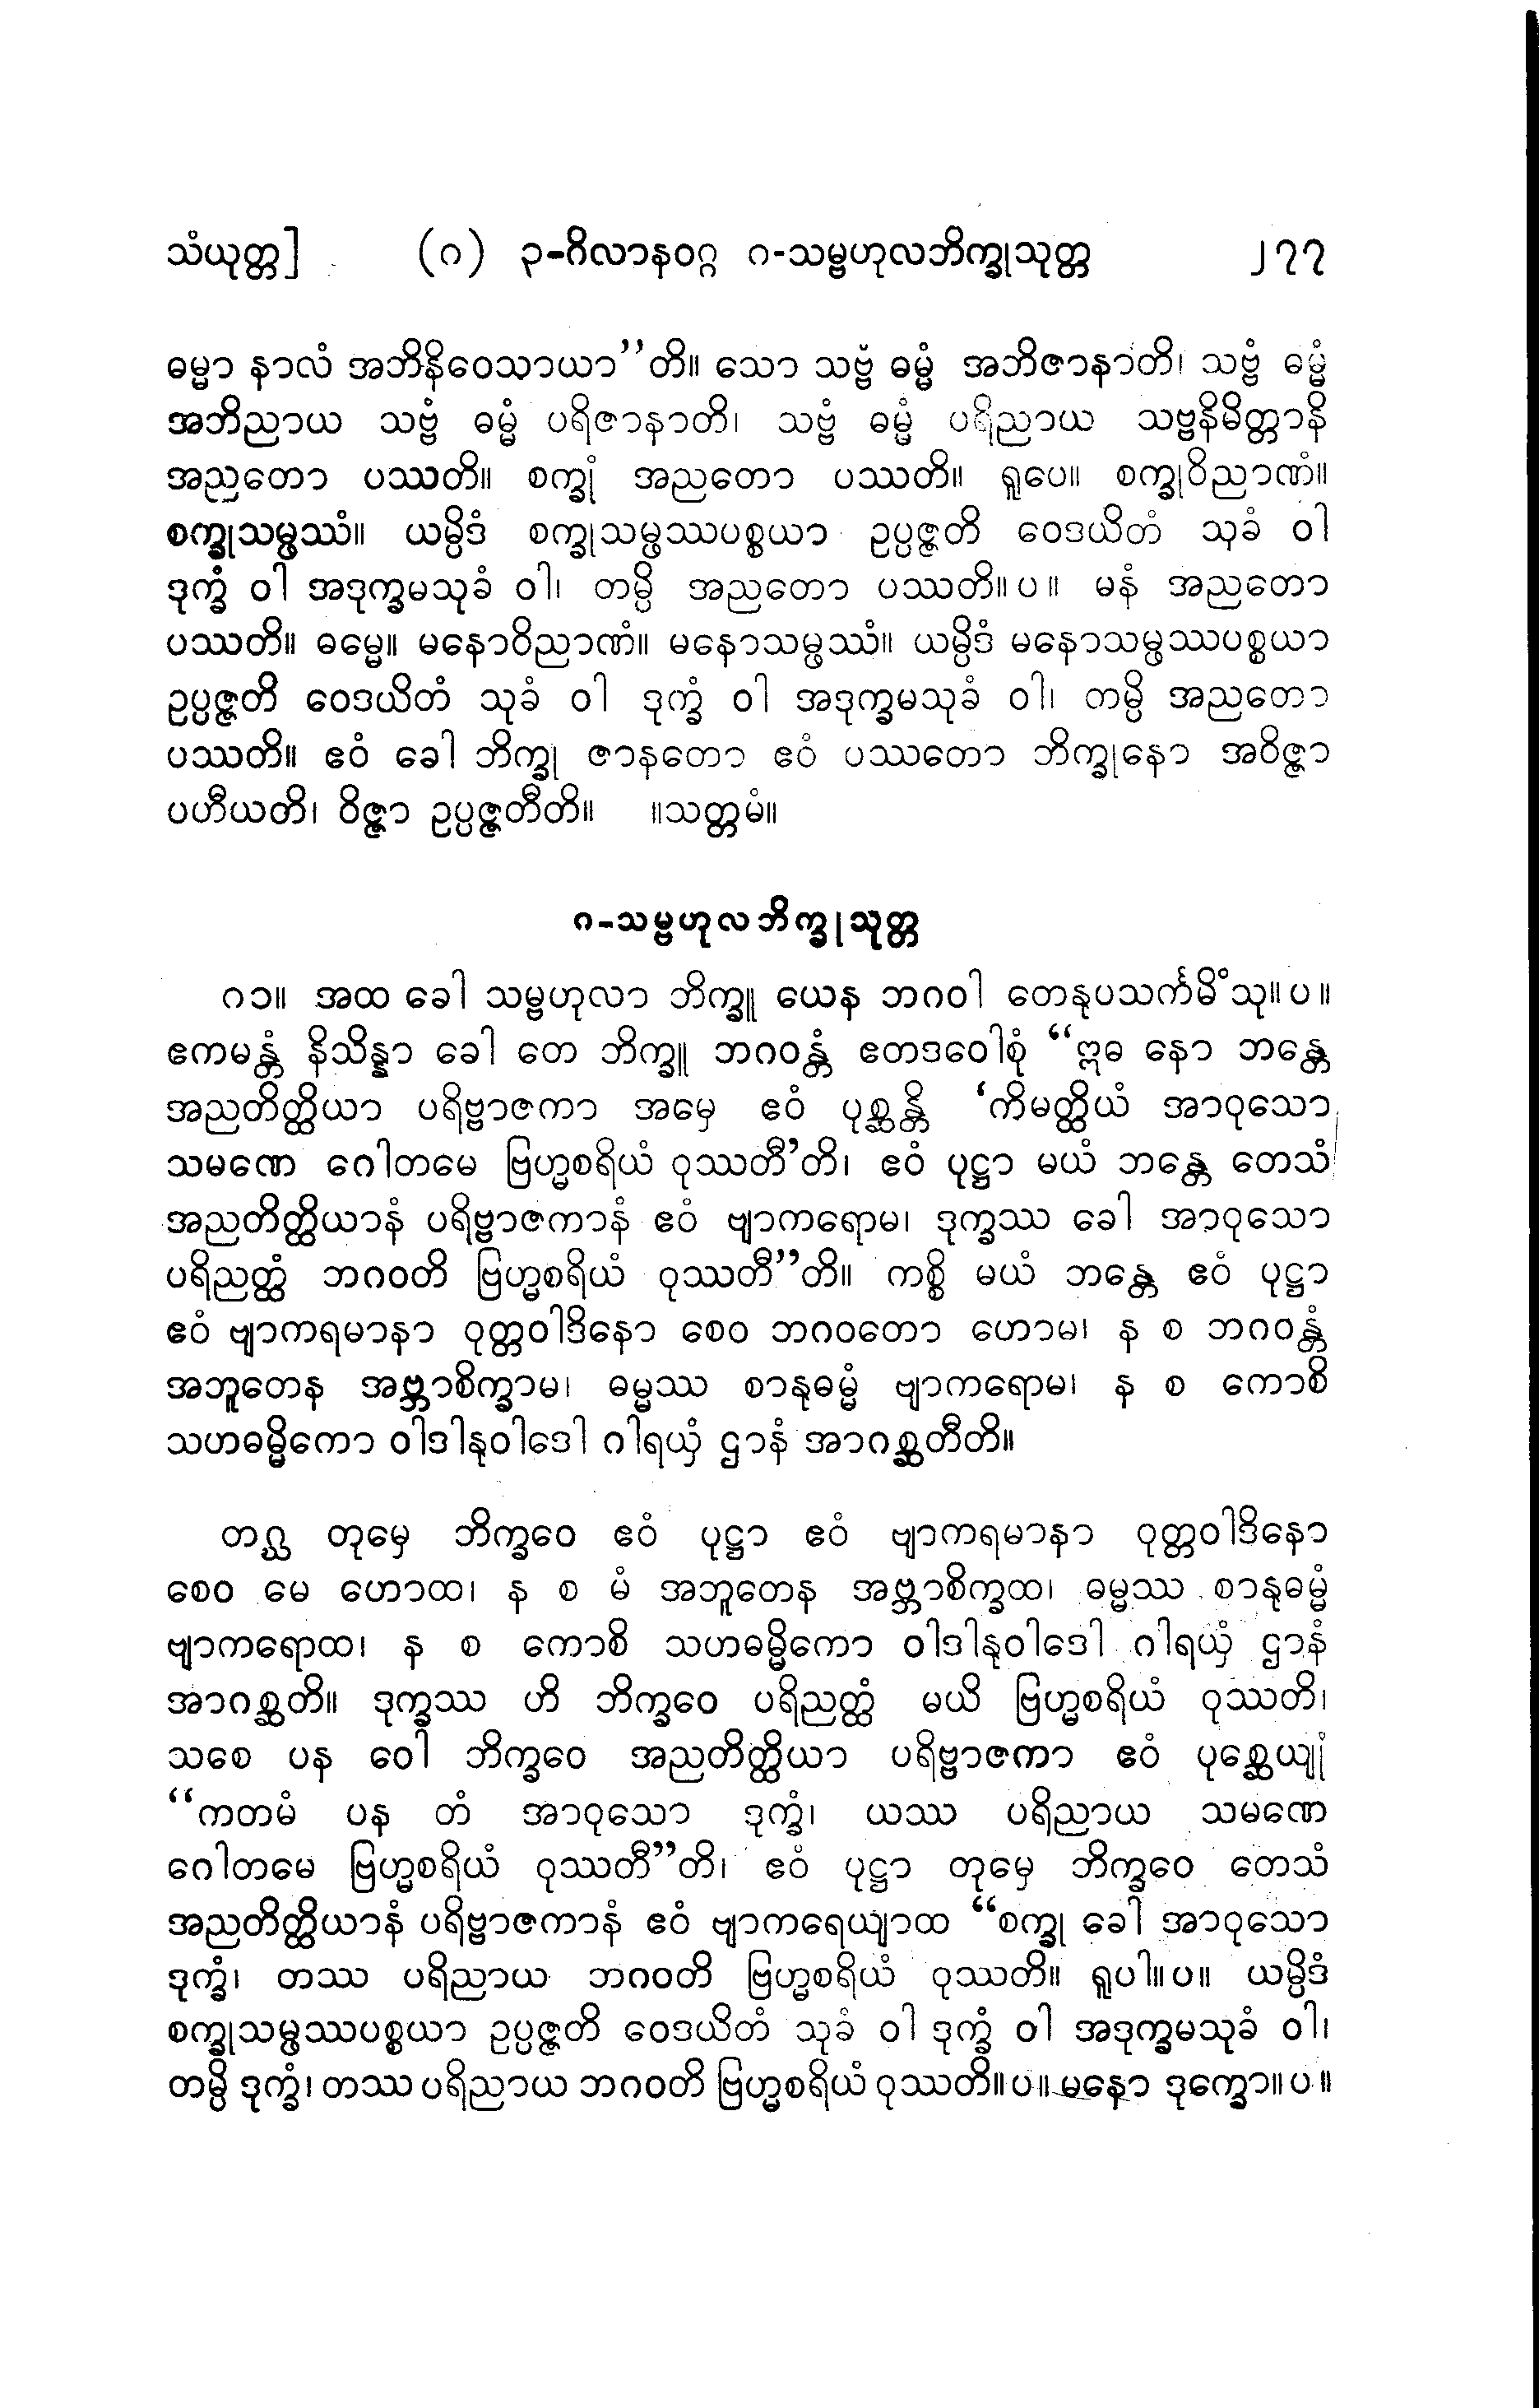 သံယုတ္တ] (၈) ၃-ဂိလာနဝဂ္ဂ ၈-သမ္ဗဟုလဘိက္ခုသုတ္တ ၂၇၇
ဓမ္မာ နာလံ အဘိနိဝေသာယာ”တိ။ သော သဗ္ဗံ ဓမ္မံ အဘိဇာနာတိ၊ သဗ္ဗံ ဓမ္မံ
အဘိညာယ သဗ္ဗံ ဓမ္မံ ပရိဇာနာတိ၊ သဗ္ဗံ ဓမ္မံ ပရိညာယ သဗ္ဗနိမိတ္တာနိ
အညတော ပဿတိ။ စက္ခုံ အညတော ပဿတိ။ ရူပေ။ စက္ခုဝိညာဏံ။
စက္ခုသမ္ဖဿံ။ ယမ္ပိဒံ စက္ခုသမ္ဖဿပစ္စယာ ဥပ္ပဇ္ဇတိ ဝေဒယိတံ သုခံ ဝါ
ဒုက္ခံ ဝါ အဒုက္ခမသုခံ ဝါ၊ တမ္ပိ အညတော ပဿတိ။ပ။ မနံ အညတော
ပဿတိ။ ဓမ္မေ။ မနောဝိညာဏံ။ မနောသမ္ဖဿံ။ ယမ္ပိဒံ မနောသမ္ဖဿပစ္စယာ
ဥပ္ပဇ္ဇတိ ဝေဒယိတံ သုခံ ဝါ ဒုက္ခံ ဝါ အဒုက္ခမသုခံ ဝါ၊ တမ္ပိ အညတော
ပဿတိ။ ဧဝံ ခေါ ဘိက္ခု ဇာနတော ဧဝံ ပဿတော ဘိက္ခုနော အဝိဇ္ဇာ
ပဟီယတိ၊ ဝိဇ္ဇာ ဥပ္ပဇ္ဇတီတိ။ ။သတ္တမံ။
၈-သမ္ဗဟုလဘိက္ခုသုတ္တ
၈၁။ အထ ခေါ သမ္ဗဟုလာ ဘိက္ခူ ယေန ဘဂဝါ တေနုပသင်္ကမိံသု။ပ။
ဧကမန္တံ နိသိန္နာ ခေါ တေ ဘိက္ခူ ဘဂဝန္တံ ဧတဒဝေါစုံ “ဣဓ နော ဘန္တေ
အညတိတ္ထိယာ ပရိဗ္ဗာဇကာ အမှေ ဧဝံ ပုစ္ဆန္တိ ‘ကိမတ္ထိယံ အာဝုသော
သမဏေ ဂေါတမေ ဗြဟ္မစရိယံ ဝုဿတီ’တိ၊ ဧဝံ ပုဋ္ဌာ မယံ ဘန္တေ တေသံ
အညတိတ္ထိယာနံ ပရိဗ္ဗာဇကာနံ ဧဝံ ဗျာကရောမ၊ ဒုက္ခဿ ခေါ အာဝုသော
ပရိညတ္ထံ ဘဂဝတိ ဗြဟ္မစရိယံ ဝုဿတီ”တိ။ ကစ္စိ မယံ ဘန္တေ ဧဝံ ပုဋ္ဌာ
ဧဝံ ဗျာကရမာနာ ဝုတ္တဝါဒိနော စေဝ ဘဂဝတော ဟောမ၊ န စ ဘဂဝန္တံ
အဘူတေန အဗ္ဘာစိက္ခာမ၊ ဓမ္မဿ စာနုဓမ္မံ ဗျာကရောမ၊ န စ ကောစိ
သဟဓမ္မိကော ဝါဒါနုဝါဒေါ ဂါရယှံ ဌာနံ အာဂစ္ဆတီတိ။
တဂ္ဃ တုမှေ ဘိက္ခဝေ ဧဝံ ပုဋ္ဌာ ဧဝံ ဗျာကရမာနာ ဝုတ္တဝါဒိနော
စေဝ မေ ဟောထ၊ န စ မံ အဘူတေန အဗ္ဘာစိက္ခထ၊ ဓမ္မဿ စာနုဓမ္မံ
ဗျာကရောထ၊ န စ ကောစိ သဟဓမ္မိကော ဝါဒါနုဝါဒေါ ဂါရယှံ ဌာနံ
အာဂစ္ဆတိ။ ဒုက္ခဿ ဟိ ဘိက္ခဝေ ပရိညတ္ထံ မယိ ဗြဟ္မစရိယံ ဝုဿတိ၊
သစေ ပန ဝေါ ဘိက္ခဝေ အညတိတ္ထိယာ ပရိဗ္ဗာဇကာ ဧဝံ ပုစ္ဆေယျုံ
“ကတမံ ပန တံ အာဝုသော ဒုက္ခံ၊ ယဿ ပရိညာယ သမဏေ
ဂေါတမေ ဗြဟ္မစရိယံ ဝုဿတီ”တိ၊ ဧဝံ ပုဋ္ဌာ တုမှေ ဘိက္ခဝေ တေသံ
အညတိတ္ထိယာနံ ပရိဗ္ဗာဇကာနံ ဧဝံ ဗျာကရေယျာထ “စက္ခု ခေါ အာဝုသော
ဒုက္ခံ၊ တဿ ပရိညာယ ဘဂဝတိ ဗြဟ္မစရိယံ ဝုဿတိ။ ရူပါ။ပ။ ယမ္ပိဒံ
စက္ခုသမ္ဖဿပစ္စယာ ဥပ္ပဇ္ဇတိ ဝေဒယိတံ သုခံ ဝါ ဒုက္ခံ ဝါ အဒုက္ခမသုခံ ဝါ၊
တမ္ပိ ဒုက္ခံ၊ တဿ ပရိညာယ ဘဂဝတိ ဗြဟ္မစရိယံ ဝုဿတိ။ပ။ မနော ဒုက္ခော။ပ။